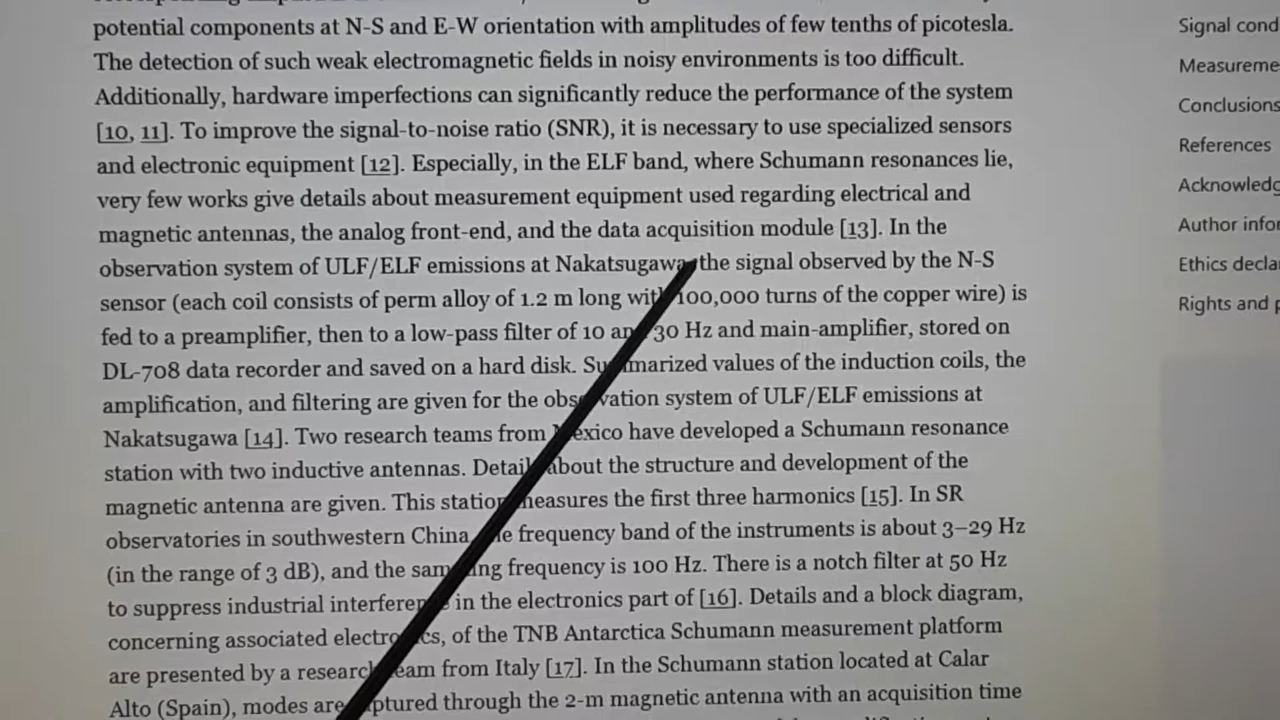 potential components at N-S and E-W orientation with amplitudes of few tenths of picotesla.
The detection of such weak electromagnetic fields in noisy environments is too difficult.
Additionally, hardware imperfections can significantly reduce the performance of the system
[10, 11]. To improve the signal-to-noise ratio (SNR), it is necessary to use specialized sensors
and electronic equipment [12]. Especially, in the ELF band, where Schumann resonances lie,
very few works give details about measurement equipment used regarding electrical and
magnetic antennas, the analog front-end, and the data acquisition module [13]. In the
observation system of ULF/ELF emissions at Nakatsugawa, the signal observed by the N-S
sensor (each coil consists of perm alloy of 1.2 m long with 100,000 turns of the copper wire) is
fed to a preamplifier, then to a low-pass filter of 10 and 30 Hz and main-amplifier, stored on
DL-708 data recorder and saved on a hard disk. Summarized values of the induction coils, the
amplification, and filtering are given for the observation system of ULF/ELF emissions at
Nakatsugawa [14]. Two research teams from Mexico have developed a Schumann resonance
station with two inductive antennas. Details about the structure and development of the
magnetic antenna are given. This station measures the first three harmonics [15]. In SR
observatories in southwestern China, the frequency band of the instruments is about 3–29 Hz
(in the range of 3 dB), and the sampling frequency is 100 Hz. There is a notch filter at 50 Hz
to suppress industrial interference in the electronics part of [16]. Details and a block diagram,
concerning associated electronics, of the TNB Antarctica Schumann measurement platform
are presented by a research team from Italy [17]. In the Schumann station located at Calar
Alto (Spain), modes are captured through the 2-m magnetic antenna with an acquisition time
Signal cond
Measureme
Conclusions
References
Acknowledg
Author infor
Ethics decla
Rights and p